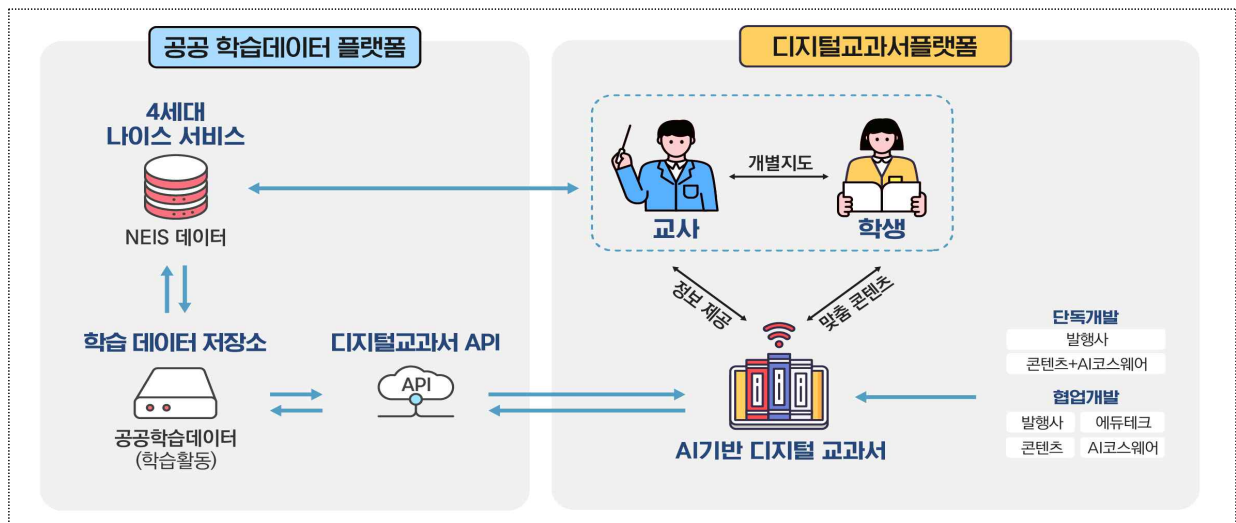 공공 학습데이터 플랫폼
4세대
나이스 서비스
NEIS 데이터
학습 데이터 저장소
공공학습데이터
(학습활동)
디지털교과서 API
API
디지털교과서플랫폼
개별지도
교사
학생
정보 제공
맞춤 콘텐츠
AI기반 디지털 교과서
단독개발
발행사
콘텐츠+AI코스웨어
협업개발
발행사 에듀테크
콘텐츠 AI코스웨어